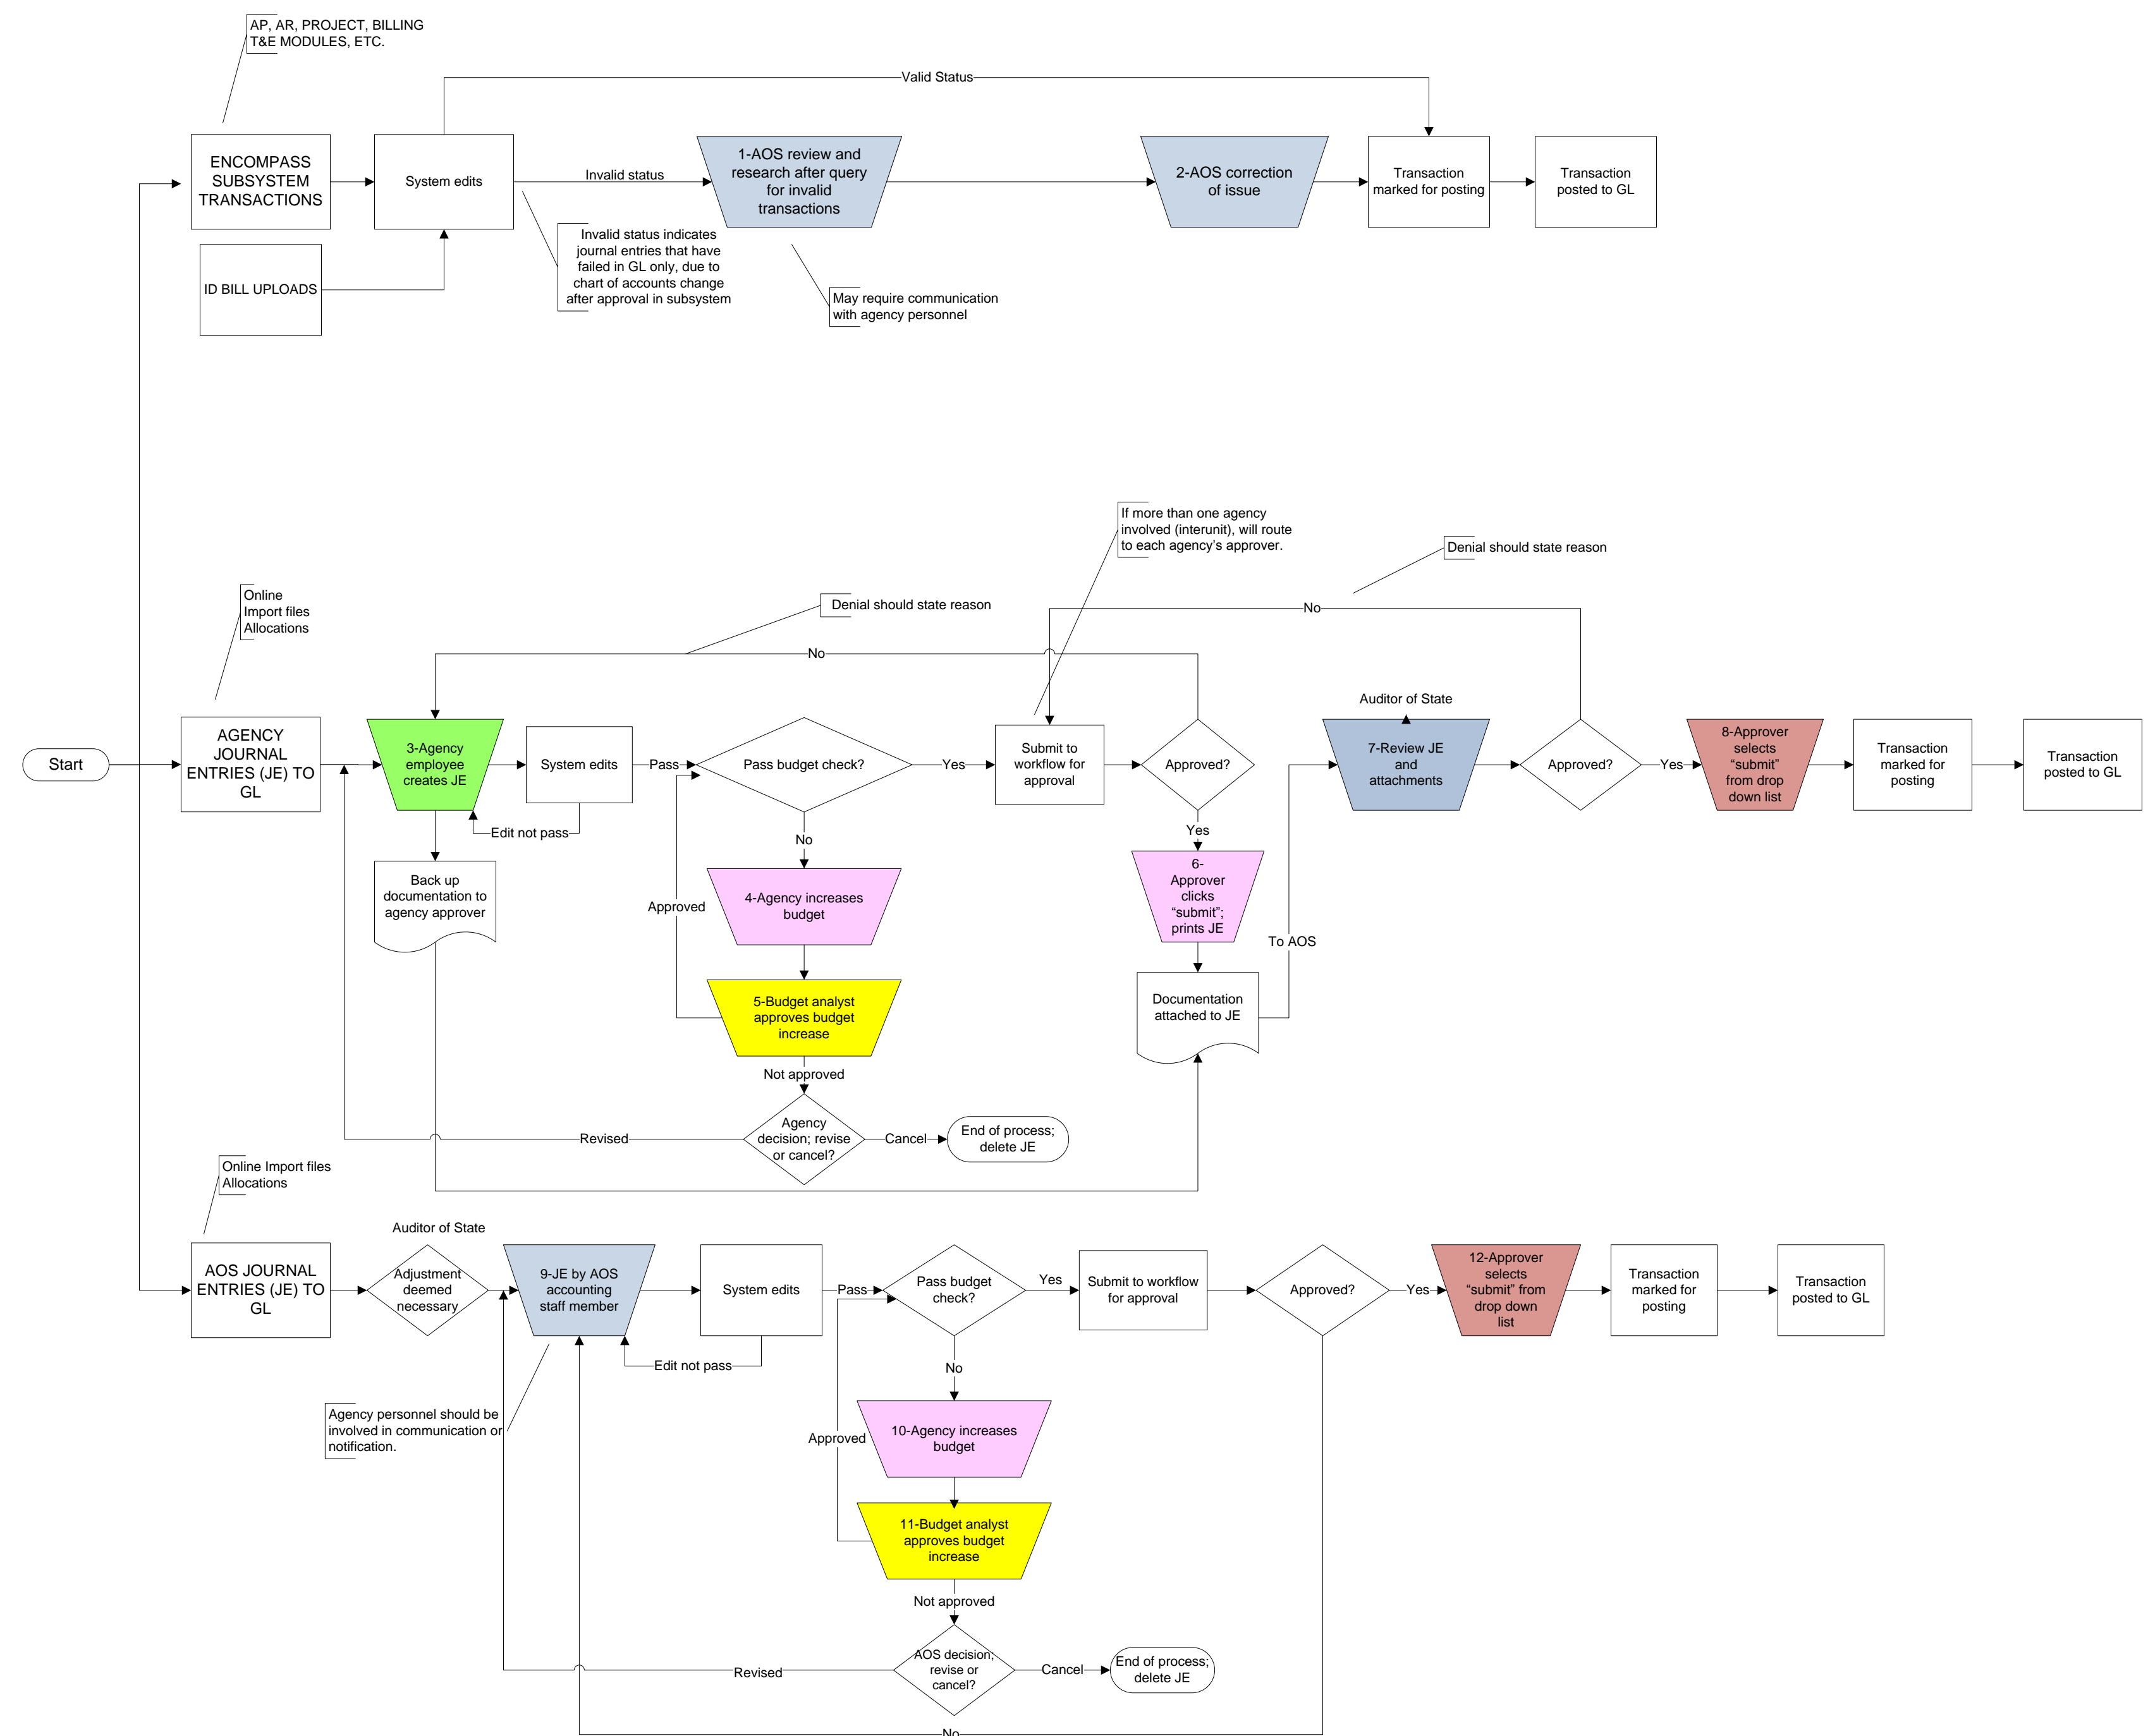 AP, AR, PROJECT, BILLING
T&E MODULES, ETC.
Valid Status
ENCOMPASS
SUBSYSTEM
TRANSACTIONS
System edits
Invalid status
1-AOS review and
research after query
for invalid
transactions
2-AOS correction
of issue
Transaction
marked for posting
Transaction
posted to GL
ID BILL UPLOADS
Invalid status indicates
journal entries that have
failed in GL only, due to
chart of accounts change
after approval in subsystem
May require communication
with agency personnel
If more than one agency
involved (interunit), will route
to each agency’s approver.
Denial should state reason
Online
Import files
Allocations
Denial should state reason
No
No
Auditor of State
Start
AGENCY
JOURNAL
ENTRIES (JE) TO
GL
3-Agency
employee
creates JE
System edits
Pass
Pass budget check?
Yes
Submit to
workflow for
approval
Approved?
7-Review JE
and
attachments
Approved?
Yes
8-Approver
selects
“submit”
from drop
down list
Transaction
marked for
posting
Transaction
posted to GL
Edit not pass
No
Yes
Back up
documentation to
agency approver
Approved
4-Agency increases
budget
6-
Approver
clicks
“submit”;
prints JE
To AOS
5-Budget analyst
approves budget
increase
Documentation
attached to JE
Not approved
Agency
decision; revise
or cancel?
Revised
Cancel
End of process;
delete JE
Online Import files
Allocations
Auditor of State
AOS JOURNAL
ENTRIES (JE) TO
GL
Adjustment
deemed
necessary
9-JE by AOS
accounting
staff member
System edits
Pass
Pass budget
check?
Yes
Submit to workflow
for approval
Approved?
Yes
12-Approver
selects
“submit” from
drop down
list
Transaction
marked for
posting
Transaction
posted to GL
Edit not pass
No
Agency personnel should be
involved in communication or
notification.
Approved
10-Agency increases
budget
11-Budget analyst
approves budget
increase
Not approved
AOS decision;
revise or
cancel?
Revised
Cancel
End of process;
delete JE
No